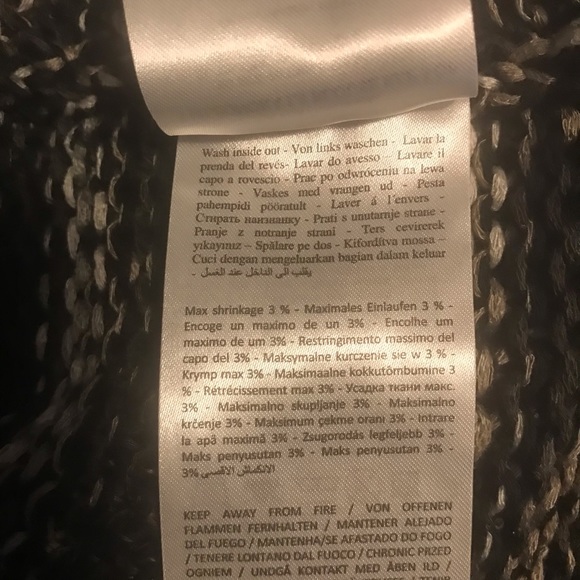 Wash inside out - Von links waschen - Lavar la
prenda del revés- Lavar do avesso – Lavare il
capo a rovescio - Prac po odwróceniu na lewa
strone - Vaskes med vrangen ud - Pesta
pahempidi pööratult - Laver á l'envers -
Стирать наизнанку - Prati s unutarnje strane -
Pranje z notranje strani - Ters cevirerek
yıkayınız – Spălare pe dos - Kifordítva mossa –
Cuci dengan mengeluarkan bagian dalam keluar
- يقلب الى الداخل عند الغسل
Max shrinkage 3 % - Maximales Einlaufen 3 % -
Encoge un maximo de un 3% - Encolhe um
maximo de um 3% - Restringimento massimo del
capo del 3% - Maksymalne kurczenie sie w 3 % -
Krymp max 3% - Maksimaalne kokkutõmbumine 3
% - Rétrécissement max 3% - Усадка ткани макс.
3% - Maksimalno skupljanje 3% - Maksimalno
krčenje 3% - Maksimum çekme oranı 3% - Intrare
la apă maximă 3% - Zsugorodás legfeljebb 3% -
Maks penyusutan 3% - Maks penyusutan 3% -
3% الانكماش الاقصى
KEEP AWAY FROM FIRE / VON OFFENEN
FLAMMEN FERNHALTEN / MANTENER ALEJADO
DEL FUEGO / MANTENHA/SE AFASTADO DO FOGO
/ TENERE LONTANO DAL FUOCO / CHRONIC PRZED
OGNIEM / UNDGÅ KONTAKT MED ÅBEN ILD /